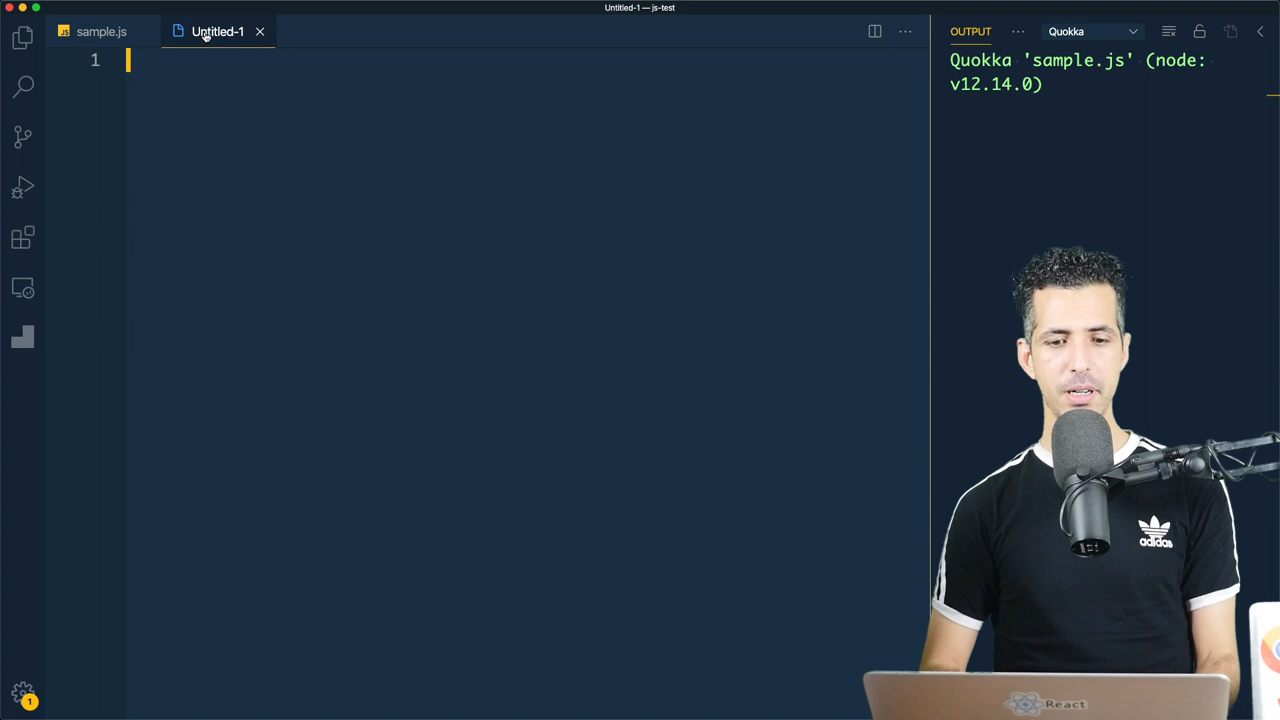 Untitled-1 — js-test
JS sample.js
Untitled-1
OUTPUT
Quokka
1
Quokka 'sample.js' (node:
v12.14.0)
adidas
React
1